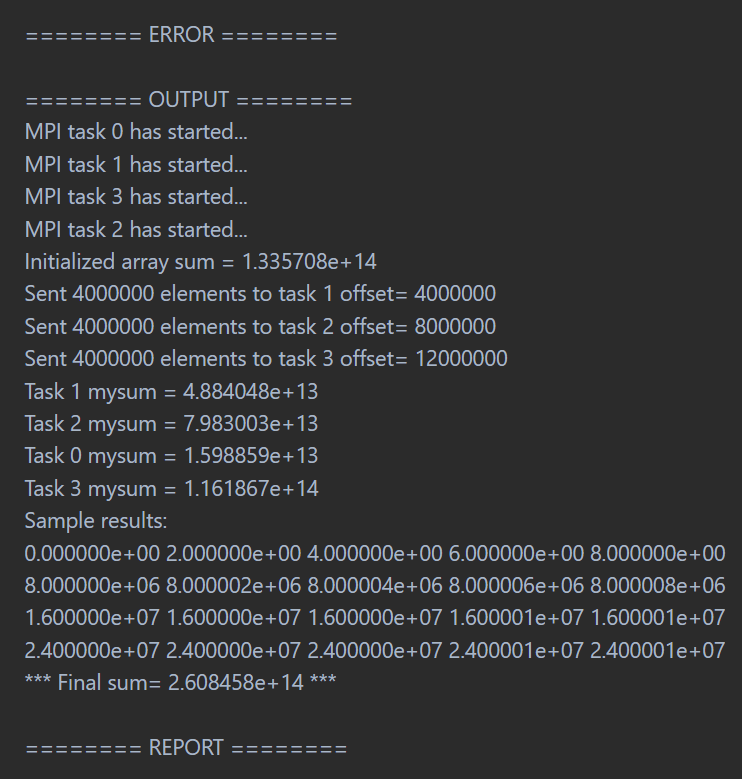 ======== ERROR ========
======== OUTPUT ========
MPI task 0 has started...
MPI task 1 has started...
MPI task 3 has started...
MPI task 2 has started...
Initialized array sum = 1.335708e+14
Sent 4000000 elements to task 1 offset= 4000000
Sent 4000000 elements to task 2 offset= 8000000
Sent 4000000 elements to task 3 offset= 12000000
Task 1 mysum = 4.884048e+13
Task 2 mysum = 7.983003e+13
Task 0 mysum = 1.598859e+13
Task 3 mysum = 1.161867e+14
Sample results:
0.000000e+00 2.000000e+00 4.000000e+00 6.000000e+00 8.000000e+00
8.000000e+06 8.000002e+06 8.000004e+06 8.000006e+06 8.000008e+06
1.600000e+07 1.600000e+07 1.600000e+07 1.600001e+07 1.600001e+07
2.400000e+07 2.400000e+07 2.400000e+07 2.400001e+07 2.400001e+07
*** Final sum= 2.608458e+14 ***
======== REPORT ========